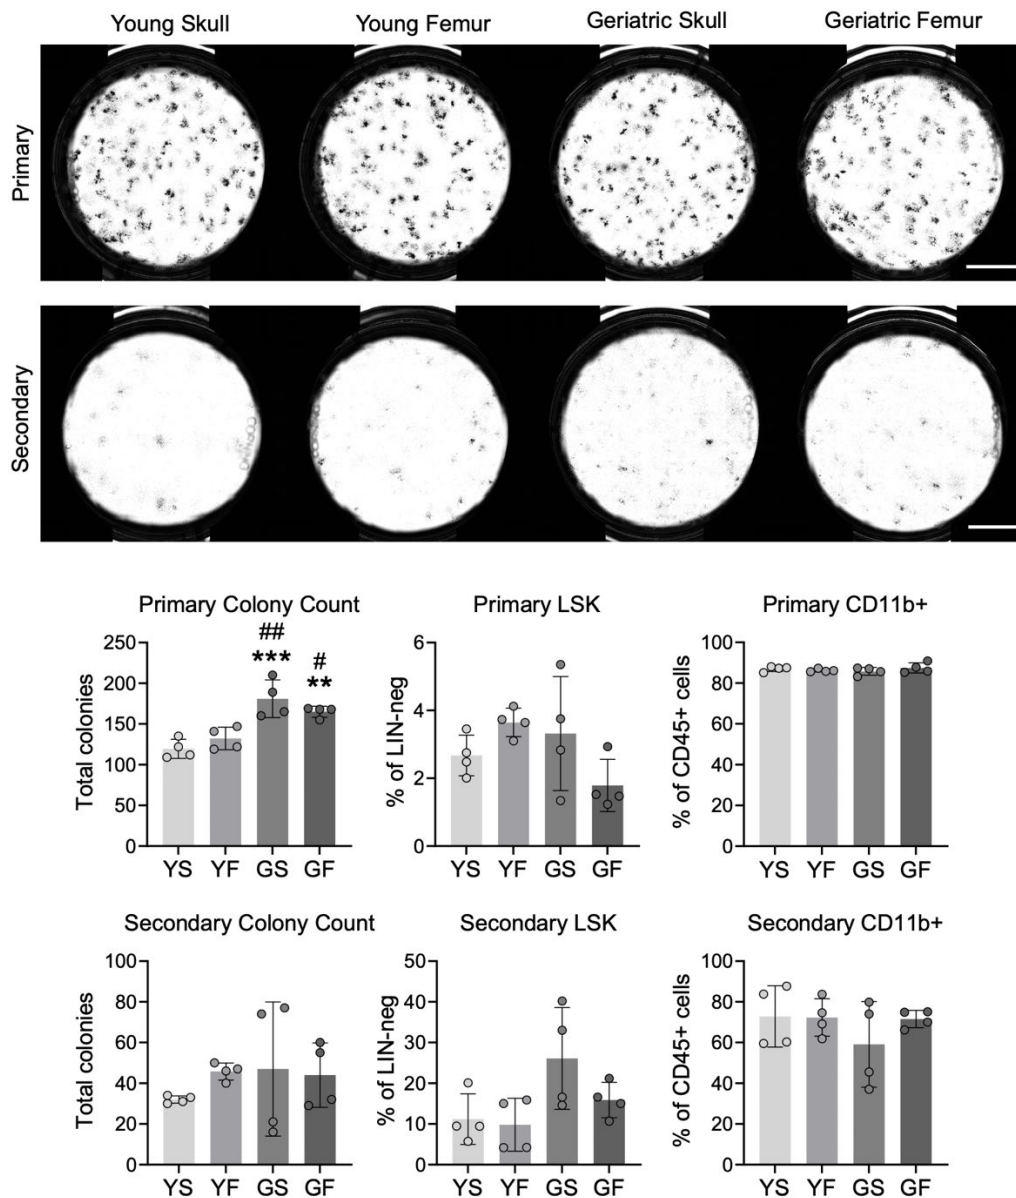 Young Skull Young Femur Geriatric Skull Geriatric Femur
Primary
Secondary
Primary Colony Count
Total colonies
250
200
150
100
50
0
##
***
#
**
YS YF GS GF
Primary LSK
% of LIN-neg
6
4
2
0
YS YF GS GF
Primary CD11b+
% of CD45+ cells
100
80
60
40
20
0
YS YF GS GF
Secondary Colony Count
Total colonies
100
80
60
40
20
0
YS YF GS GF
Secondary LSK
% of LIN-neg
50
40
30
20
10
0
YS YF GS GF
Secondary CD11b+
% of CD45+ cells
100
80
60
40
20
0
YS YF GS GF